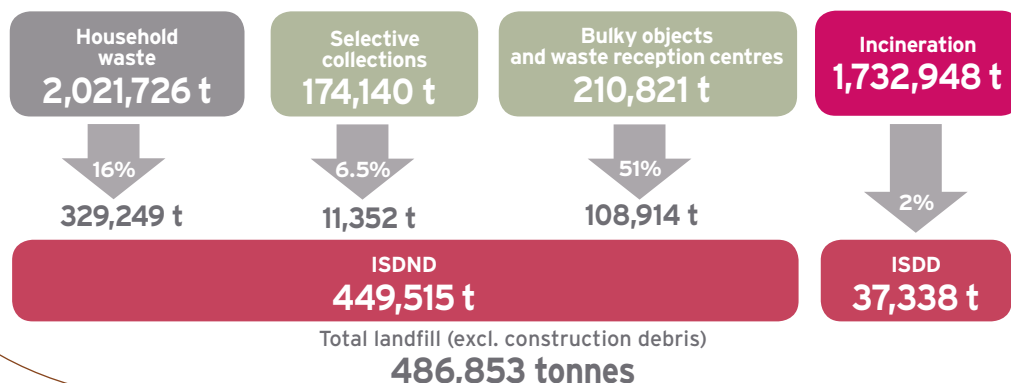 Household
waste
2,021,726 t
Selective
collections
174,140 t
Bulky objects
and waste reception centres
210,821 t
Incineration
1,732,948 t
16%
6.5%
51%
2%
329,249 t
11,352 t
108,914 t
ISDND
449,515 t
ISDD
37,338 t
Total landfill (excl. construction debris)
486,853 tonnes